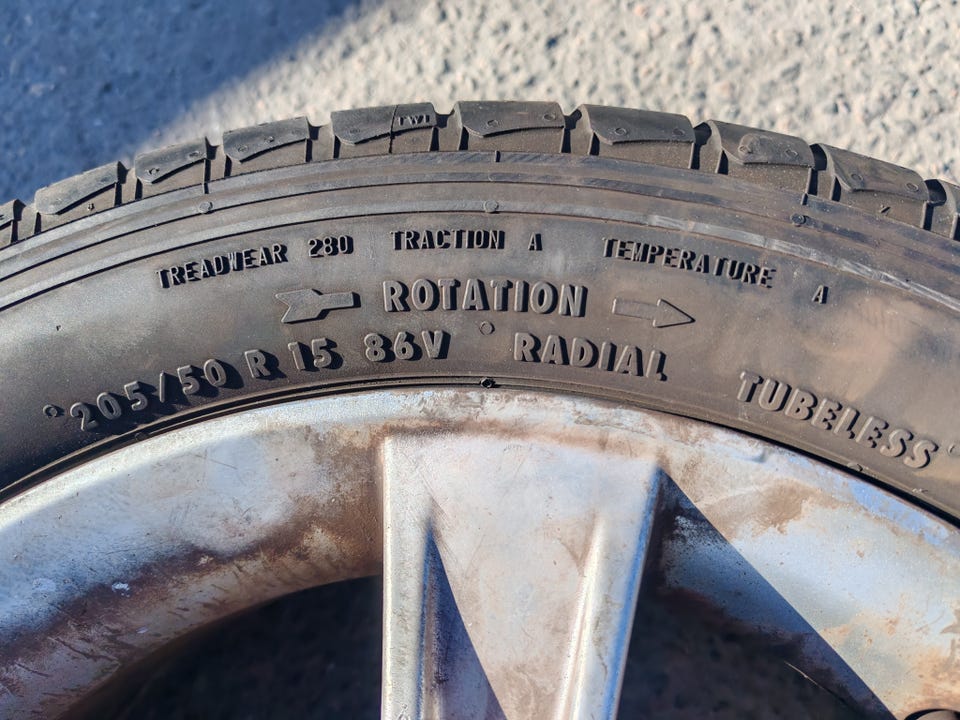 TWI
TREADWEAR 280 TRACTION A TEMPERATURE A
ROTATION
205/50 R 15 86V RADIAL TUBELESS